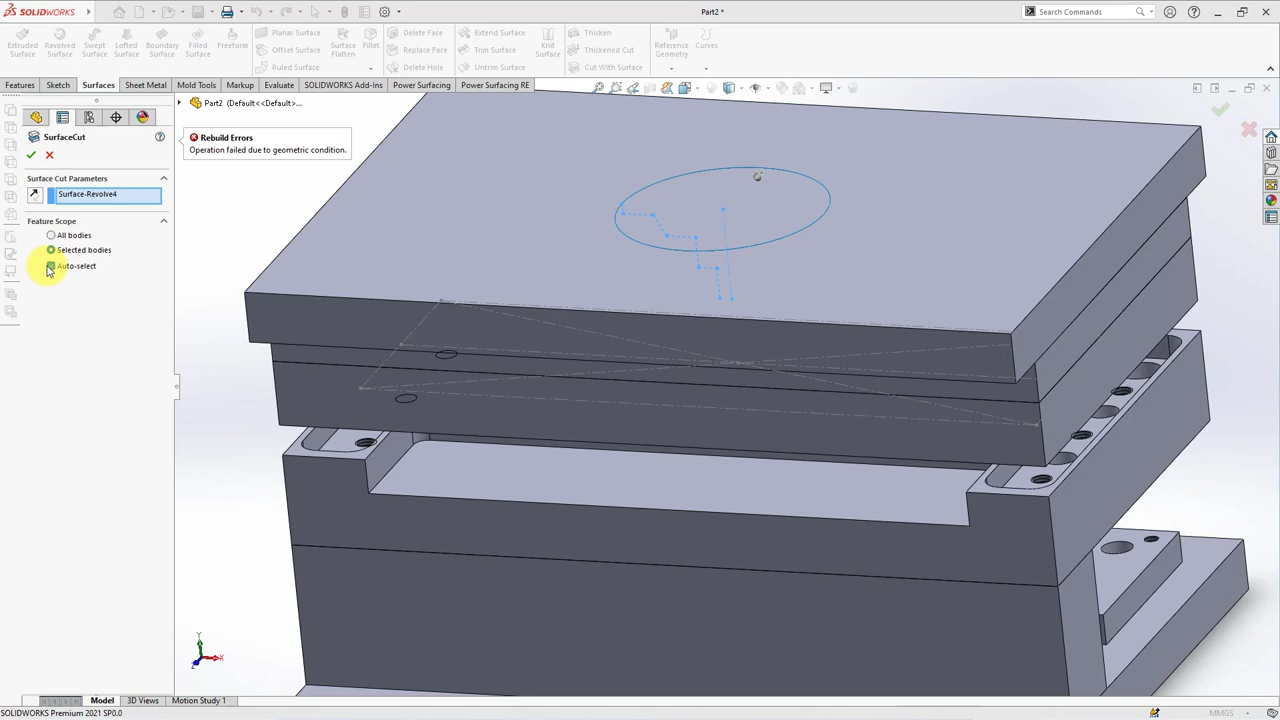 SOLIDWORKS
Part2 *
Search Commands
Extruded Surface
Revolved Surface
Swept Surface
Lofted Surface
Boundary Surface
Filled Surface
Freeform
Planar Surface
Offset Surface
Ruled Surface
Surface Flatten
Fillet
Delete Face
Replace Face
Delete Hole
Extend Surface
Trim Surface
Untrim Surface
Knit Surface
Thicken
Thickened Cut
Cut With Surface
Reference Geometry
Curves
Features
Sketch
Surfaces
Sheet Metal
Mold Tools
Markup
Evaluate
SOLIDWORKS Add-Ins
Power Surfacing
Power Surfacing RE
Part2 (Default<<Default>...
SurfaceCut
Rebuild Errors
Operation failed due to geometric condition.
Surface Cut Parameters
Surface-Revolve4
Feature Scope
All bodies
Selected bodies
Auto-select
Y
X
Z
Model
3D Views
Motion Study 1
SOLIDWORKS Premium 2021 SP0.0
MMGS